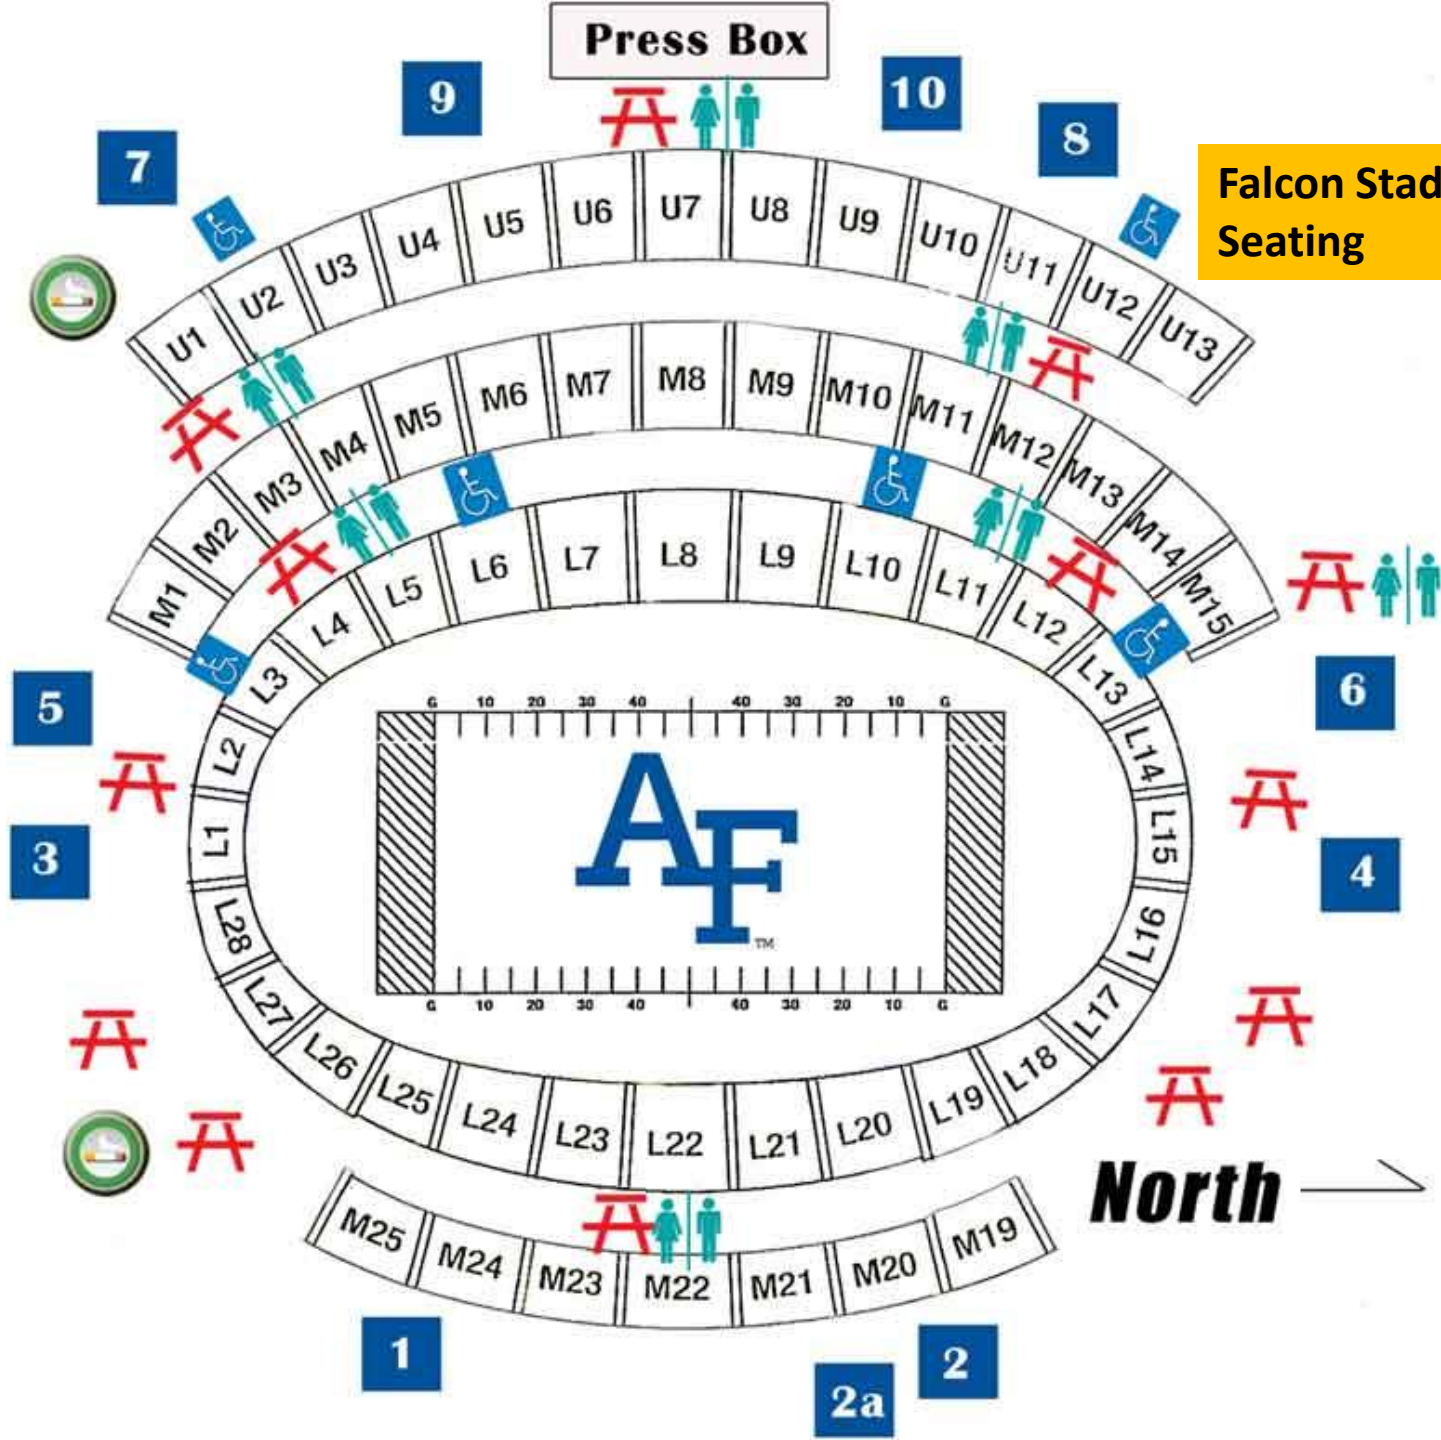 Press Box
9
10
8
7
Falcon Stad
Seating
U1
U2
U3
U4
U5
U6
U7
U8
U9
U10
U11
U12
U13
M1
M2
M3
M4
M5
M6
M7
M8
M9
M10
M11
M12
M13
M14
M15
L3
L4
L5
L6
L7
L8
L9
L10
L11
L12
L13
5
6
G 10 20 30 40 40 30 20 10 G
L2
L14
AF
TM
L1
L15
3
4
L28
L16
G 10 20 30 40 40 30 20 10 G
L27
L26
L25
L24
L23
L22
L21
L20
L19
L18
L17
North
M25
M24
M23
M22
M21
M20
M19
1
2
2a